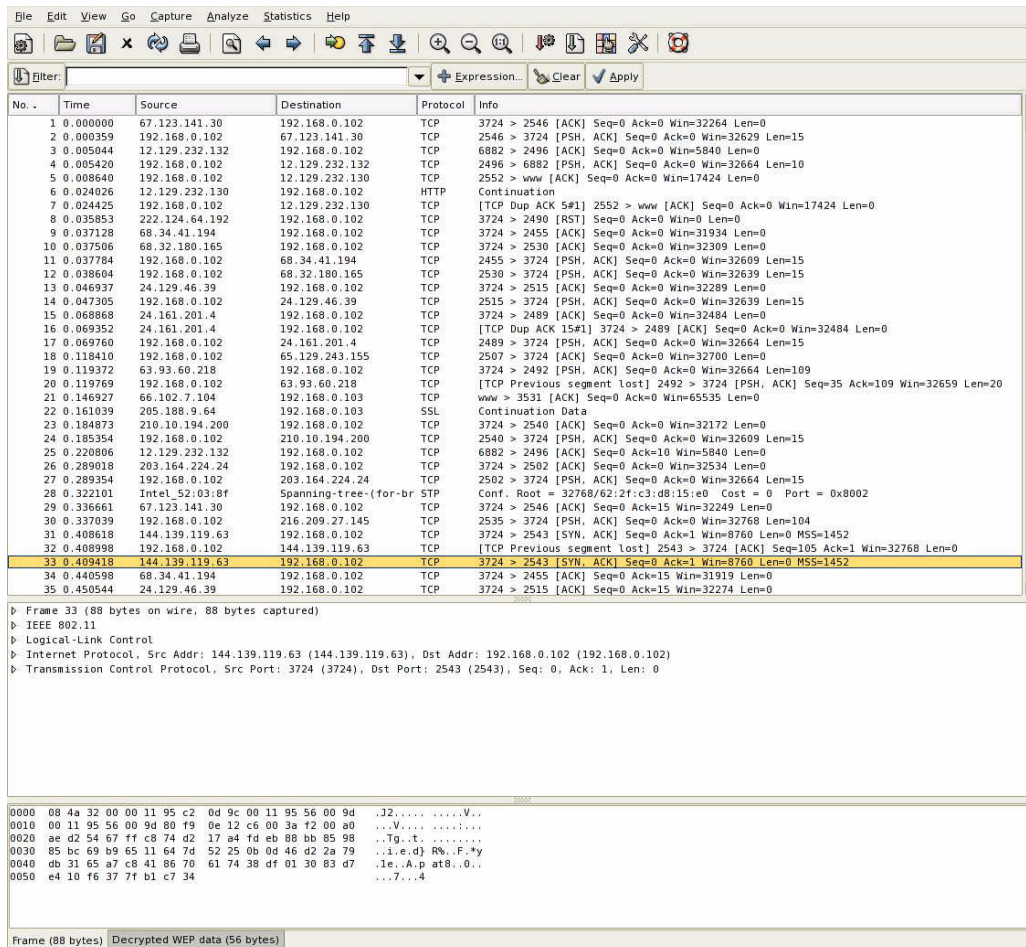 File Edit View Go Capture Analyze Statistics Help
Filter: Expression... Clear Apply
No. . Time Source Destination Protocol Info
1 0.000000 67.123.141.30 192.168.0.102 TCP 3724 > 2546 [ACK] Seq=0 Ack=0 Win=32264 Len=0
2 0.000359 192.168.0.102 67.123.141.30 TCP 2546 > 3724 [PSH, ACK] Seq=0 Ack=0 Win=32629 Len=15
3 0.005044 12.129.232.132 192.168.0.102 TCP 6882 > 2496 [ACK] Seq=0 Ack=0 Win=5840 Len=0
4 0.005420 192.168.0.102 12.129.232.132 TCP 2496 > 6882 [PSH, ACK] Seq=0 Ack=0 Win=32664 Len=10
5 0.008640 192.168.0.102 12.129.232.130 TCP 2552 > www [ACK] Seq=0 Ack=0 Win=17424 Len=0
6 0.024026 12.129.232.130 192.168.0.102 HTTP Continuation
7 0.024425 192.168.0.102 12.129.232.130 TCP [TCP Dup ACK 5#1] 2552 > www [ACK] Seq=0 Ack=0 Win=17424 Len=0
8 0.035853 222.124.64.192 192.168.0.102 TCP 3724 > 2490 [RST] Seq=0 Ack=0 Win=0 Len=0
9 0.037128 68.34.41.194 192.168.0.102 TCP 3724 > 2455 [ACK] Seq=0 Ack=0 Win=31934 Len=0
10 0.037506 68.32.180.165 192.168.0.102 TCP 3724 > 2530 [ACK] Seq=0 Ack=0 Win=32309 Len=0
11 0.037784 192.168.0.102 68.34.41.194 TCP 2455 > 3724 [PSH, ACK] Seq=0 Ack=0 Win=32609 Len=15
12 0.038604 192.168.0.102 68.32.180.165 TCP 2530 > 3724 [PSH, ACK] Seq=0 Ack=0 Win=32639 Len=15
13 0.046937 24.129.46.39 192.168.0.102 TCP 3724 > 2515 [ACK] Seq=0 Ack=0 Win=32289 Len=0
14 0.047305 192.168.0.102 24.129.46.39 TCP 2515 > 3724 [PSH, ACK] Seq=0 Ack=0 Win=32639 Len=15
15 0.068868 24.161.201.4 192.168.0.102 TCP 3724 > 2489 [ACK] Seq=0 Ack=0 Win=32484 Len=0
16 0.069352 24.161.201.4 192.168.0.102 TCP [TCP Dup ACK 15#1] 3724 > 2489 [ACK] Seq=0 Ack=0 Win=32484 Len=0
17 0.069760 192.168.0.102 24.161.201.4 TCP 2489 > 3724 [PSH, ACK] Seq=0 Ack=0 Win=32664 Len=15
18 0.118410 192.168.0.102 65.129.243.155 TCP 2507 > 3724 [ACK] Seq=0 Ack=0 Win=32700 Len=0
19 0.119372 63.93.60.218 192.168.0.102 TCP 3724 > 2492 [PSH, ACK] Seq=0 Ack=0 Win=32664 Len=109
20 0.119769 192.168.0.102 63.93.60.218 TCP [TCP Previous segment lost] 2492 > 3724 [PSH, ACK] Seq=35 Ack=109 Win=32659 Len=20
21 0.146927 66.102.7.104 192.168.0.103 TCP www > 3531 [ACK] Seq=0 Ack=0 Win=65535 Len=0
22 0.161039 205.188.9.64 192.168.0.103 SSL Continuation Data
23 0.184873 210.10.194.200 192.168.0.102 TCP 3724 > 2540 [ACK] Seq=0 Ack=0 Win=32172 Len=0
24 0.185354 192.168.0.102 210.10.194.200 TCP 2540 > 3724 [PSH, ACK] Seq=0 Ack=0 Win=32609 Len=15
25 0.220806 12.129.232.132 192.168.0.102 TCP 6882 > 2496 [ACK] Seq=0 Ack=10 Win=5840 Len=0
26 0.289018 203.164.224.24 192.168.0.102 TCP 3724 > 2502 [ACK] Seq=0 Ack=0 Win=32534 Len=0
27 0.289354 192.168.0.102 203.164.224.24 TCP 2502 > 3724 [PSH, ACK] Seq=0 Ack=0 Win=32664 Len=15
28 0.322101 Intel_52:03:8f Spanning-tree-(for-br STP Conf. Root = 32768/62:2f:c3:d8:15:e0 Cost = 0 Port = 0x8002
29 0.336661 67.123.141.30 192.168.0.102 TCP 3724 > 2546 [ACK] Seq=0 Ack=15 Win=32249 Len=0
30 0.337039 192.168.0.102 216.209.27.145 TCP 2535 > 3724 [PSH, ACK] Seq=0 Ack=0 Win=32768 Len=104
31 0.408618 144.139.119.63 192.168.0.102 TCP 3724 > 2543 [SYN, ACK] Seq=0 Ack=1 Win=8760 Len=0 MSS=1452
32 0.408998 192.168.0.102 144.139.119.63 TCP [TCP Previous segment lost] 2543 > 3724 [ACK] Seq=105 Ack=1 Win=32768 Len=0
33 0.409418 144.139.119.63 192.168.0.102 TCP 3724 > 2543 [SYN, ACK] Seq=0 Ack=1 Win=8760 Len=0 MSS=1452
34 0.440598 68.34.41.194 192.168.0.102 TCP 3724 > 2455 [ACK] Seq=0 Ack=15 Win=31919 Len=0
35 0.450544 24.129.46.39 192.168.0.102 TCP 3724 > 2515 [ACK] Seq=0 Ack=15 Win=32274 Len=0
Frame 33 (88 bytes on wire, 88 bytes captured)
IEEE 802.11
Logical-Link Control
Internet Protocol, Src Addr: 144.139.119.63 (144.139.119.63), Dst Addr: 192.168.0.102 (192.168.0.102)
Transmission Control Protocol, Src Port: 3724 (3724), Dst Port: 2543 (2543), Seq: 0, Ack: 1, Len: 0
0000 08 4a 32 00 00 11 95 c2 0d 9c 00 11 95 56 00 9d .J2..... .....V..
0010 00 11 95 56 00 9d 80 f9 0e 12 c6 00 3a f2 00 a0 ...V.... ....:...
0020 ae d2 54 67 ff c8 74 d2 17 a4 fd eb 88 bb 85 98 ..Tg..t. ........
0030 85 bc 69 b9 65 11 64 7d 52 25 0b 0d 46 d2 2a 79 ..i.e.d} R%..F.*y
0040 db 31 65 a7 c8 41 86 70 61 74 38 df 01 30 83 d7 .1e..A.p at8..0..
0050 e4 10 f6 37 7f b1 c7 34 ...7...4
Frame (88 bytes) Decrypted WEP data (56 bytes)